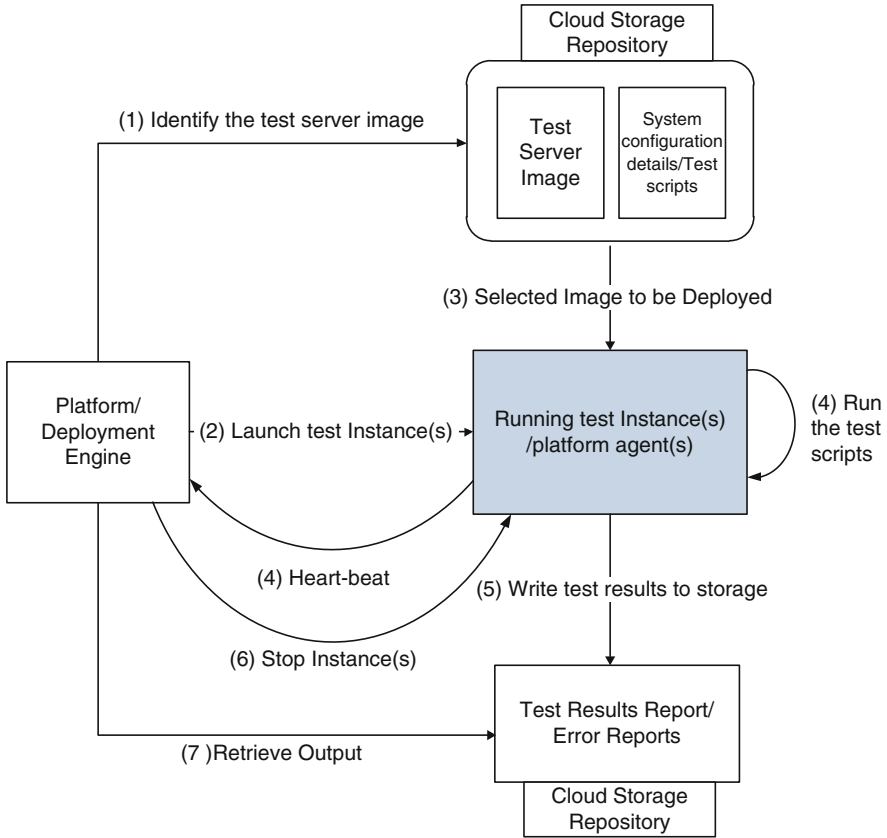 Cloud Storage
Repository
(1) Identify the test server image
Test
Server
Image
System
configuration
details/Test
scripts
(3) Selected Image to be Deployed
Platform/
Deployment
Engine
(2) Launch test Instance(s)
Running test Instance(s)
/platform agent(s)
(4) Run
the test
scripts
(4) Heart-beat
(5) Write test results to storage
(6) Stop Instance(s)
Test Results Report/
Error Reports
(7 )Retrieve Output
Cloud Storage
Repository